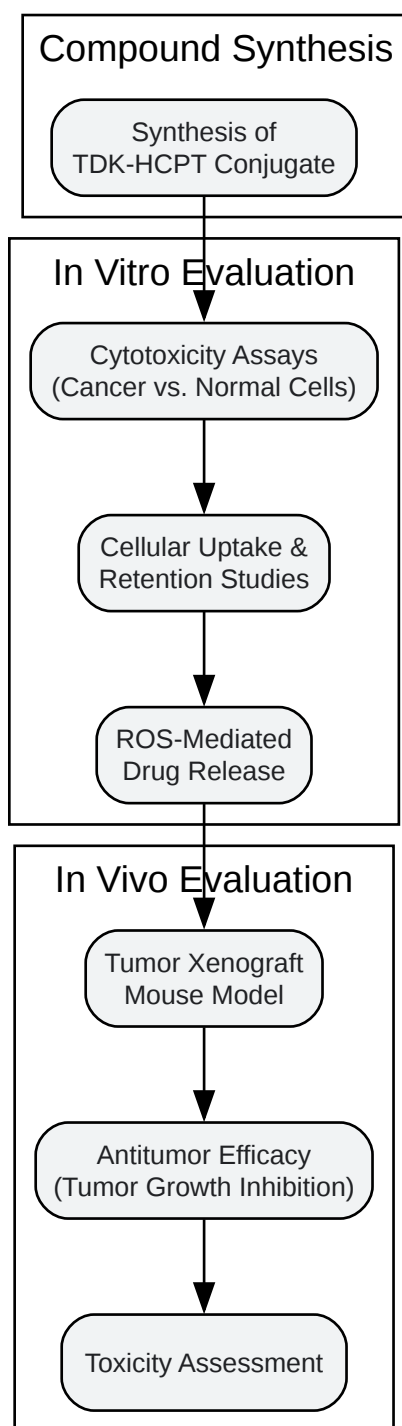 Compound Synthesis
Synthesis of
TDK-HCPT Conjugate
In Vitro Evaluation
Cytotoxicity Assays
(Cancer vs. Normal Cells)
Cellular Uptake &
Retention Studies
ROS-Mediated
Drug Release
In Vivo Evaluation
Tumor Xenograft
Mouse Model
Antitumor Efficacy
(Tumor Growth Inhibition)
Toxicity Assessment